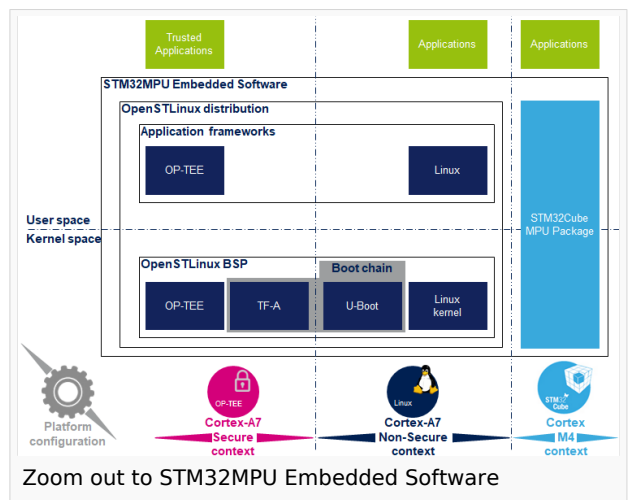 Trusted
Applications
Applications
Applications
STM32MPU Embedded Software
OpenSTLinux distribution
Application frameworks
OP-TEE
Linux
User space
Kernel space
STM32Cube
MPU Package
OpenSTLinux BSP
Boot chain
OP-TEE
TF-A
U-Boot
Linux
kernel
Platform
configuration
OP-TEE
Cortex-A7
Secure
context
Linux
Cortex-A7
Non-Secure
context
STM32
Cube
Cortex
M4
context
Zoom out to STM32MPU Embedded Software